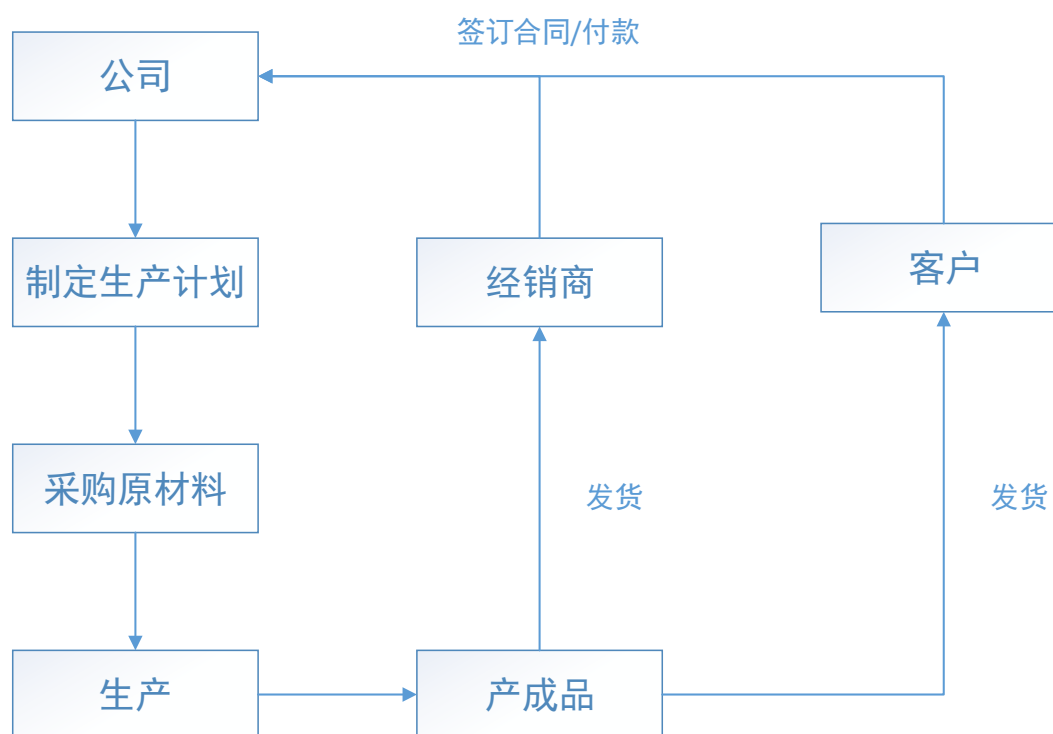 签订合同/付款
公司
制定生产计划
经销商
客户
采购原材料
发货
发货
生产
产成品